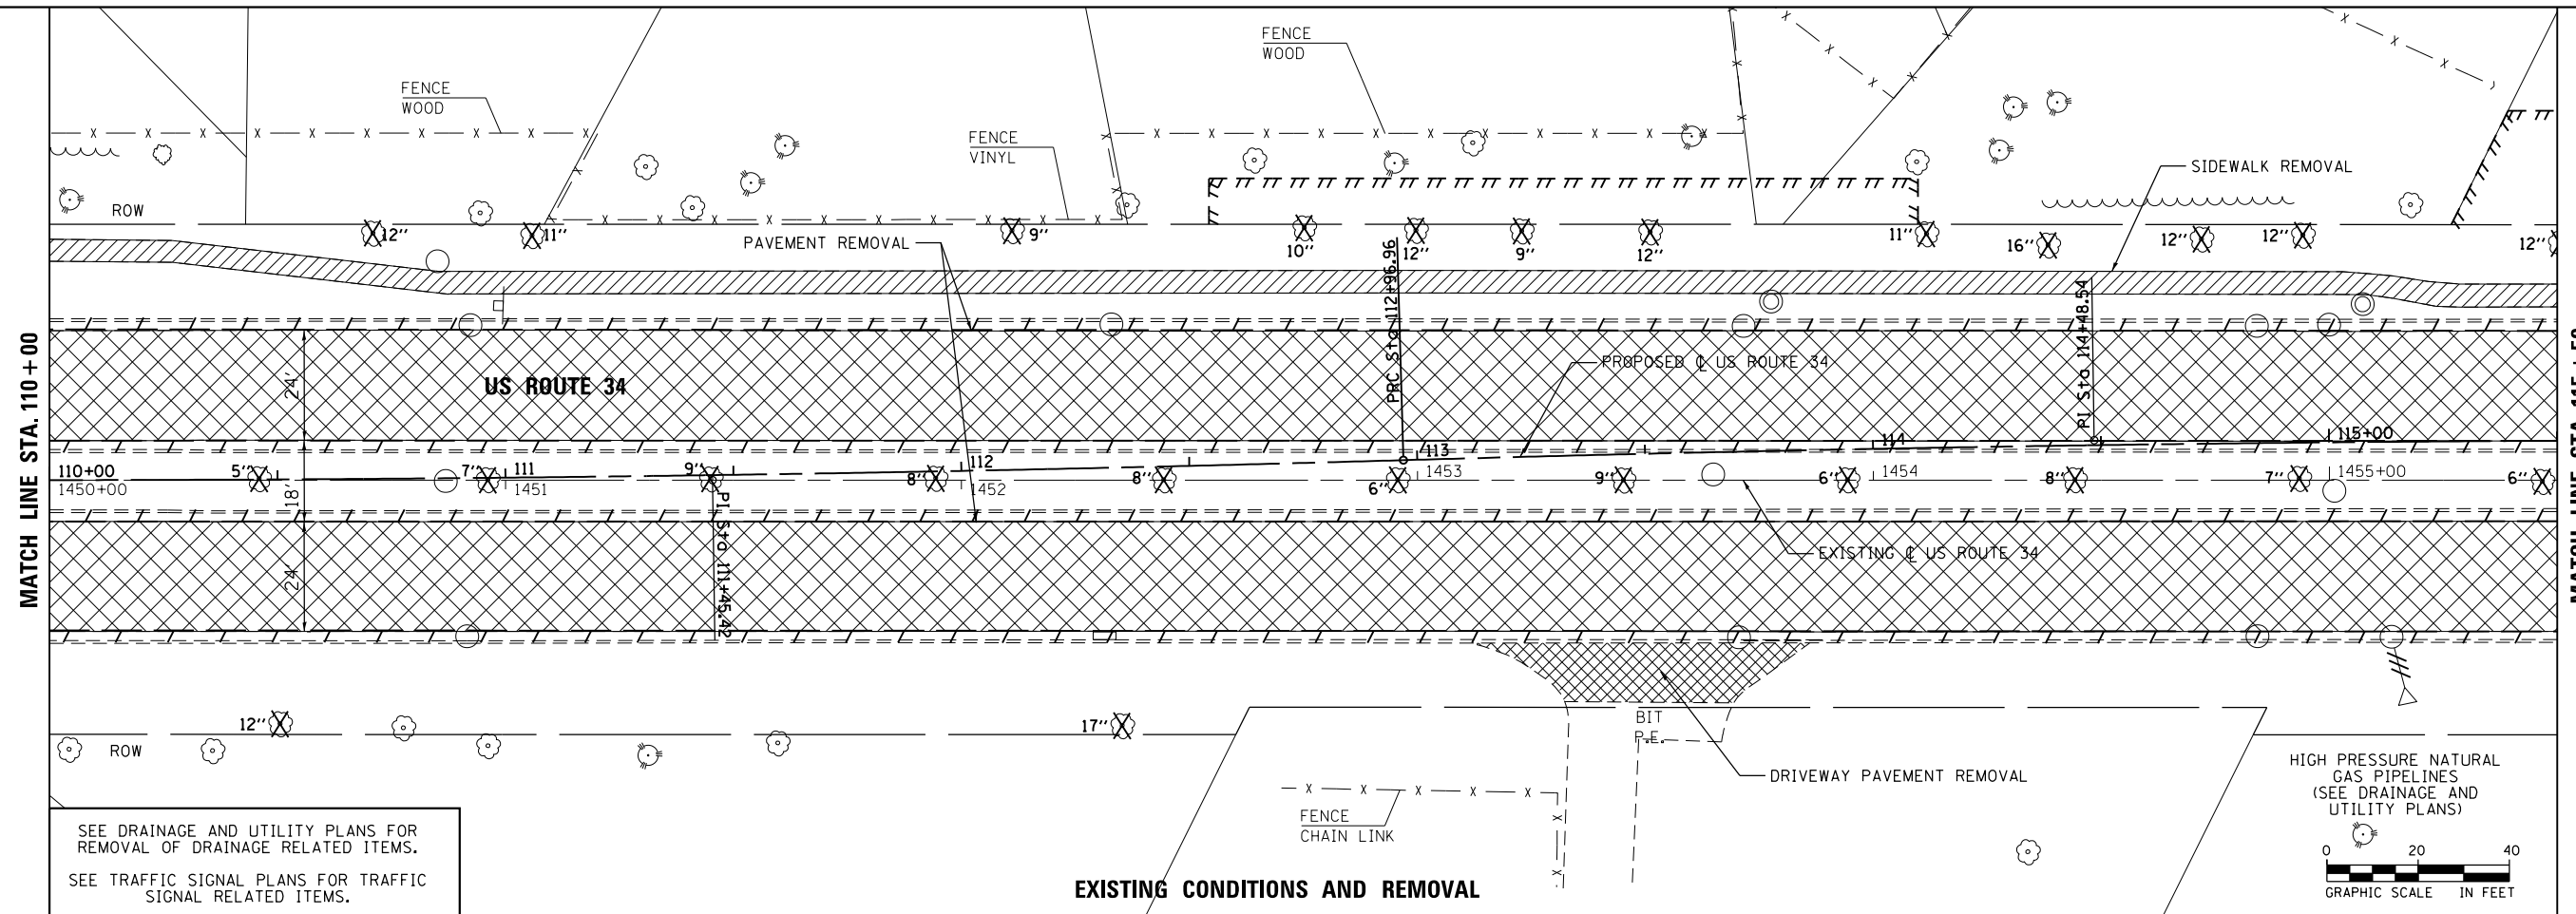 FENCE
WOOD
FENCE
WOOD
FENCE
VINYL
SIDEWALK REMOVAL
ROW
12"
11"
9"
10"
12"
9"
12"
11"
16"
12"
12"
12"
PAVEMENT REMOVAL
MATCH LINE STA. 110+00
US ROUTE 34
24'
PRC Sta 112+96.96
PROPOSED ℄ US ROUTE 34
PI Sta 114+48.54
110+00
1450+00
5"
18'
7"
111
1451
9"
8"
112
1452
8"
6"
113
1453
9"
6"
114
1454
8"
7"
115+00
1455+00
6"
PI Sta 111+45.42
24'
EXISTING ℄ US ROUTE 34
12"
17"
ROW
BIT
P.E.
DRIVEWAY PAVEMENT REMOVAL
FENCE
CHAIN LINK
HIGH PRESSURE NATURAL
GAS PIPELINES
(SEE DRAINAGE AND
UTILITY PLANS)
0 20 40
GRAPHIC SCALE IN FEET
SEE DRAINAGE AND UTILITY PLANS FOR
REMOVAL OF DRAINAGE RELATED ITEMS.
SEE TRAFFIC SIGNAL PLANS FOR TRAFFIC
SIGNAL RELATED ITEMS.
EXISTING CONDITIONS AND REMOVAL
MATCH LINE STA.